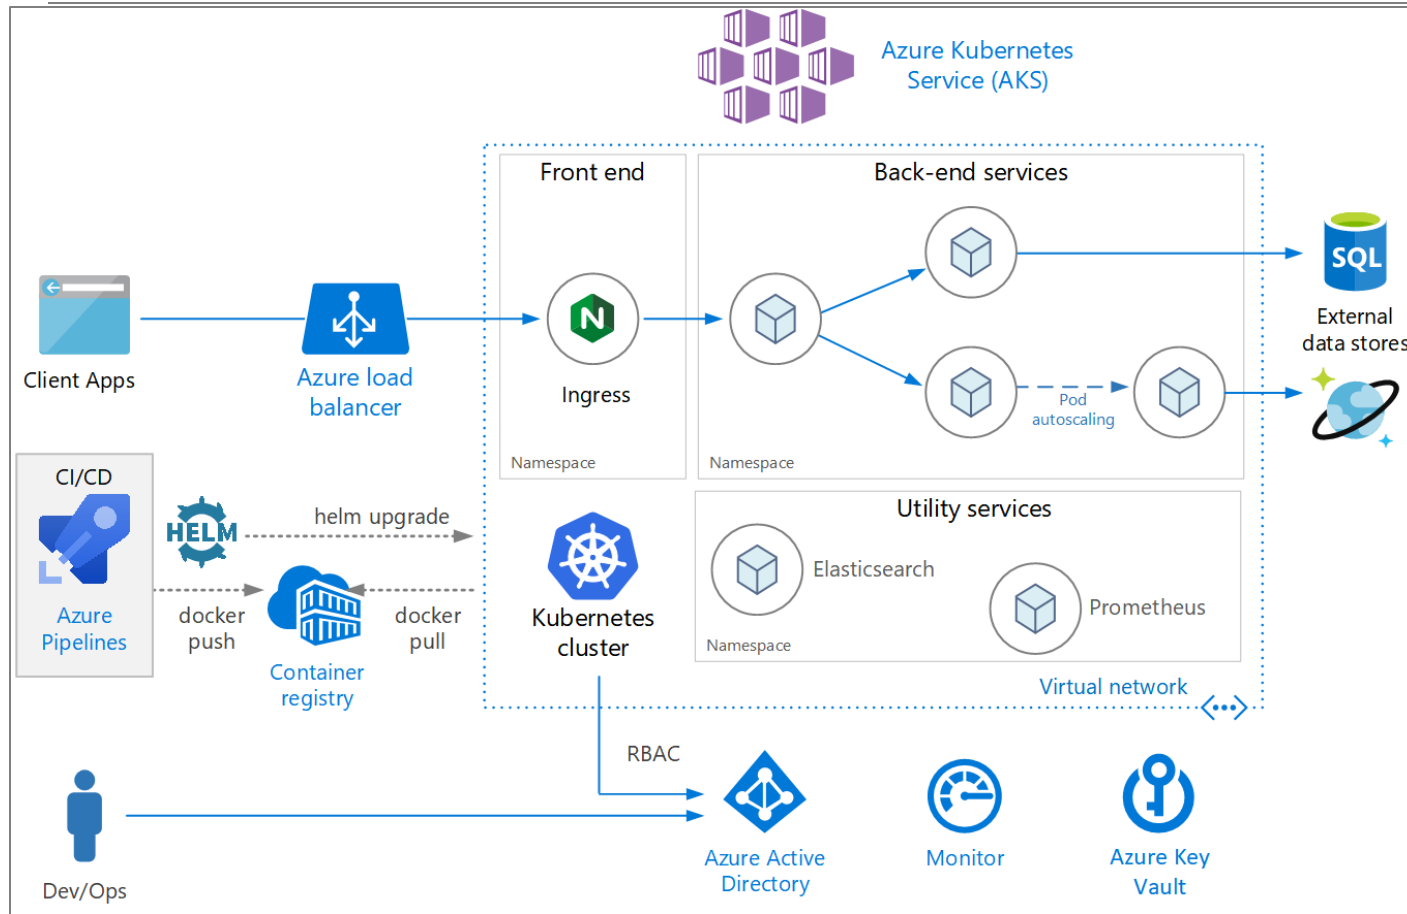 Azure Kubernetes
Service (AKS)
Front end
Back-end services
SQL
External
data stores
Client Apps
Azure load
balancer
N
Ingress
Pod
autoscaling
Namespace
Namespace
CI/CD
HELM
helm upgrade
Azure
Pipelines
docker
push
docker
pull
Container
registry
Kubernetes
cluster
Utility services
Elasticsearch
Prometheus
Namespace
Virtual network
RBAC
Dev/Ops
Azure Active
Directory
Monitor
Azure Key
Vault